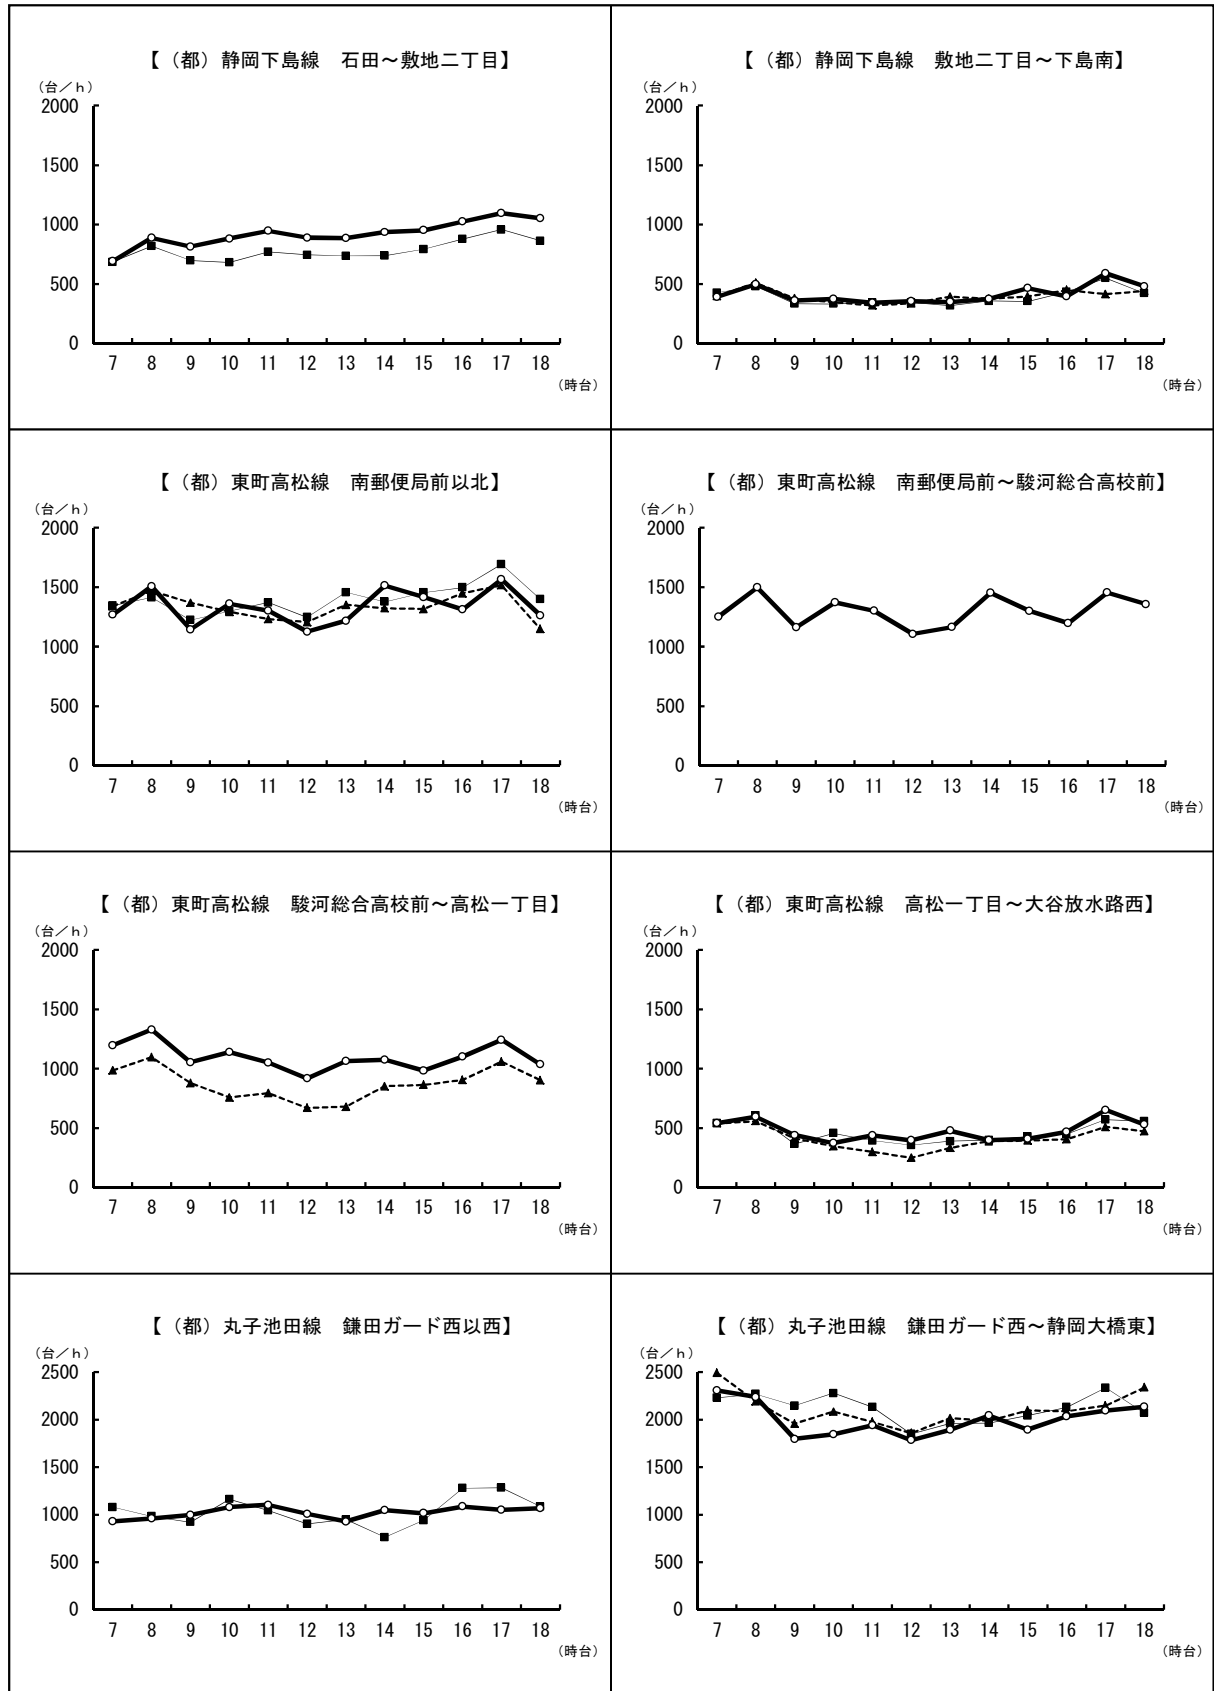 【（都）静岡下島線　石田～敷地二丁目】
（台／ｈ）
2000
1500
1000
500
0
7 8 9 10 11 12 13 14 15 16 17 18
（時台）
【（都）静岡下島線　敷地二丁目～下島南】
（台／ｈ）
2000
1500
1000
500
0
7 8 9 10 11 12 13 14 15 16 17 18
（時台）
【（都）東町高松線　南郵便局前以北】
（台／ｈ）
2000
1500
1000
500
0
7 8 9 10 11 12 13 14 15 16 17 18
（時台）
【（都）東町高松線　南郵便局前～駿河総合高校前】
（台／ｈ）
2000
1500
1000
500
0
7 8 9 10 11 12 13 14 15 16 17 18
（時台）
【（都）東町高松線　駿河総合高校前～高松一丁目】
（台／ｈ）
2000
1500
1000
500
0
7 8 9 10 11 12 13 14 15 16 17 18
（時台）
【（都）東町高松線　高松一丁目～大谷放水路西】
（台／ｈ）
2000
1500
1000
500
0
7 8 9 10 11 12 13 14 15 16 17 18
（時台）
【（都）丸子池田線　鎌田ガード西以西】
（台／ｈ）
2500
2000
1500
1000
500
0
7 8 9 10 11 12 13 14 15 16 17 18
（時台）
【（都）丸子池田線　鎌田ガード西～静岡大橋東】
（台／ｈ）
2500
2000
1500
1000
500
0
7 8 9 10 11 12 13 14 15 16 17 18
（時台）